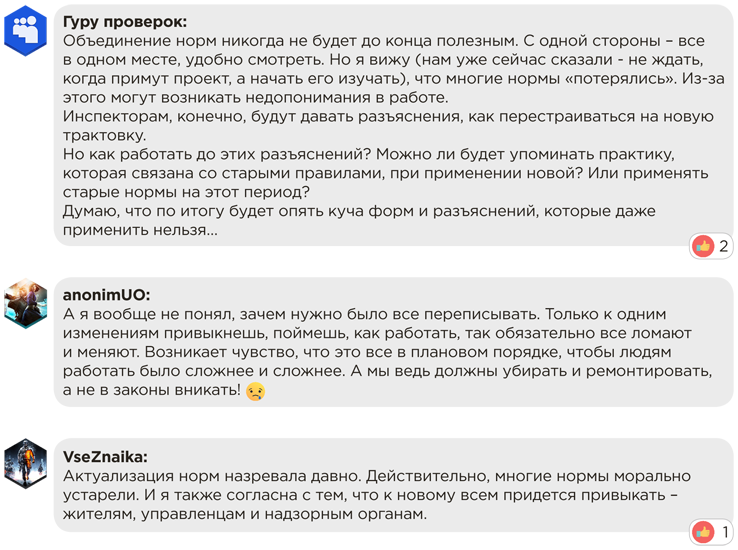 Гуру проверок:
Объединение норм никогда не будет до конца полезным. С одной стороны – все
в одном месте, удобно смотреть. Но я вижу (нам уже сейчас сказали - не ждать,
когда примут проект, а начать его изучать), что многие нормы «потерялись». Из-за
этого могут возникать недопонимания в работе.
Инспекторам, конечно, будут давать разъяснения, как перестраиваться на новую
трактовку.
Но как работать до этих разъяснений? Можно ли будет упоминать практику,
которая связана со старыми правилами, при применении новой? Или применять
старые нормы на этот период?
Думаю, что по итогу будет опять куча форм и разъяснений, которые даже
применить нельзя...
2
anonimUO:
А я вообще не понял, зачем нужно было все переписывать. Только к одним
изменениям привыкнешь, поймешь, как работать, так обязательно все ломают
и меняют. Возникает чувство, что это все в плановом порядке, чтобы людям
работать было сложнее и сложнее. А мы ведь должны убирать и ремонтировать,
а не в законы вникать!
VseZnaika:
Актуализация норм назревала давно. Действительно, многие нормы морально
устарели. И я также согласна с тем, что к новому всем придется привыкать –
жителям, управленцам и надзорным органам.
1